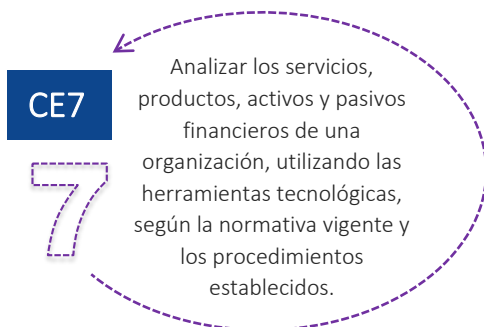 CE7
7
Analizar los servicios,
productos, activos y pasivos
financieros de una
organización, utilizando las
herramientas tecnológicas,
según la normativa vigente y
los procedimientos
establecidos.